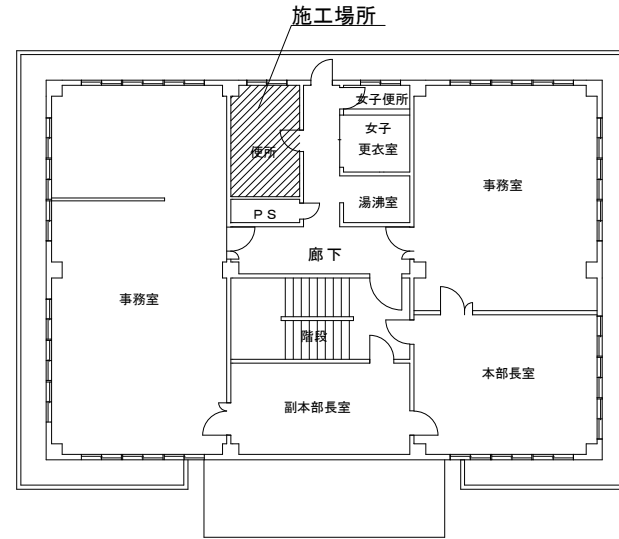 施工場所
女子便所
女子
更衣室
便所
事務室
湯沸室
ＰＳ
廊下
事務室
階段
本部長室
副本部長室